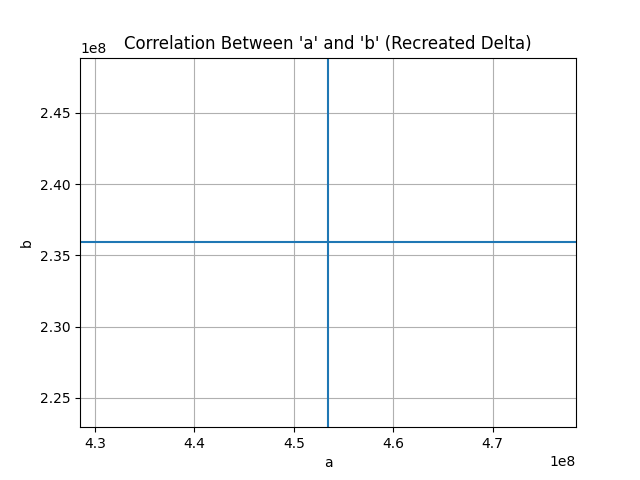 Correlation Between 'a' and 'b' (Recreated Delta)
1e8
2.45
2.40
2.35
2.30
2.25
b
4.3 4.4 4.5 4.6 4.7
a
1e8